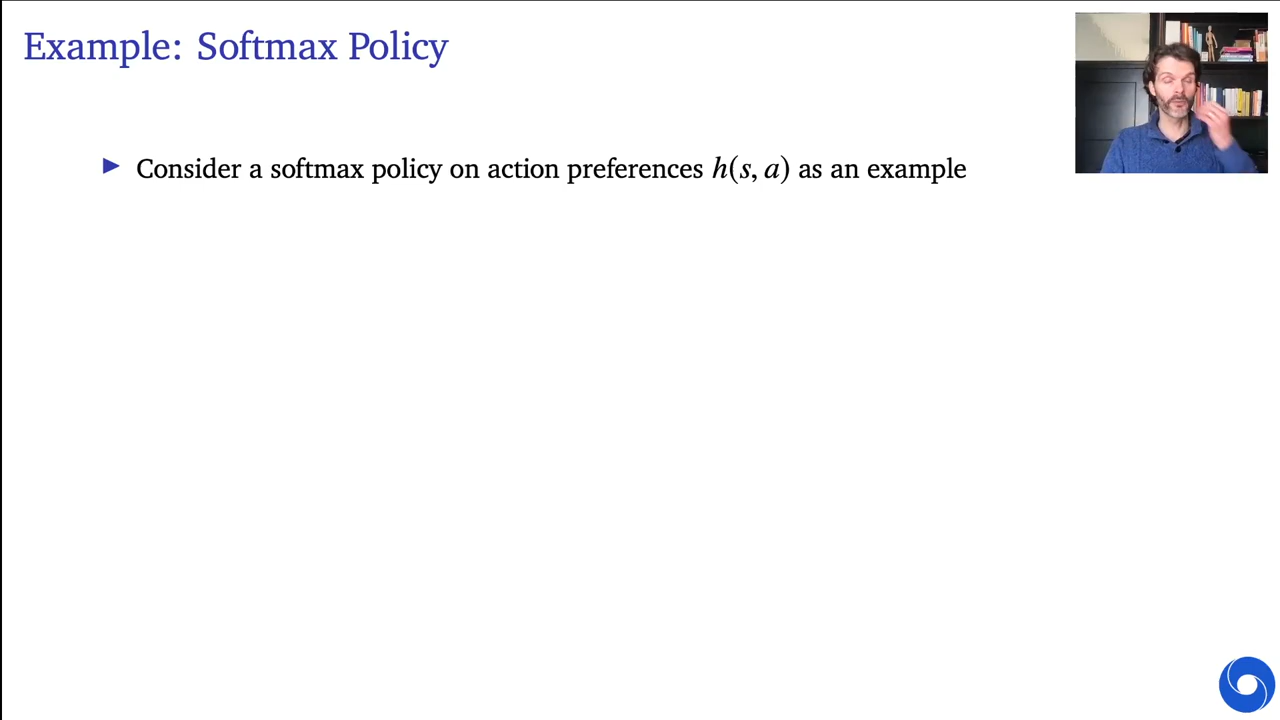 Example: Softmax Policy
Consider a softmax policy on action preferences h(s, a) as an example